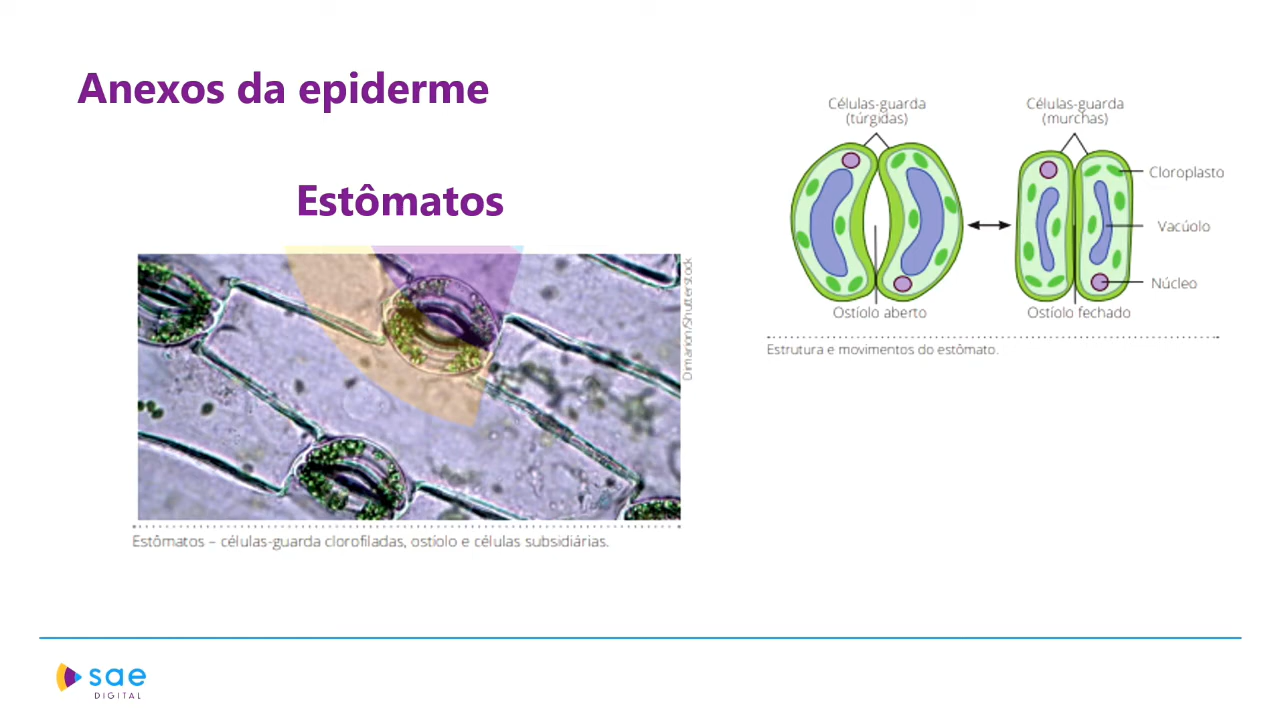 Anexos da epiderme
Estômatos
Dimarion/Shutterstock
Estômatos – células-guarda clorofiladas, ostíolo e células subsidiárias.
Células-guarda
(túrgidas)
Células-guarda
(murchas)
Cloroplasto
Vacúolo
Núcleo
Ostíolo aberto
Ostíolo fechado
Estrutura e movimentos do estômato.
sae
DIGITAL